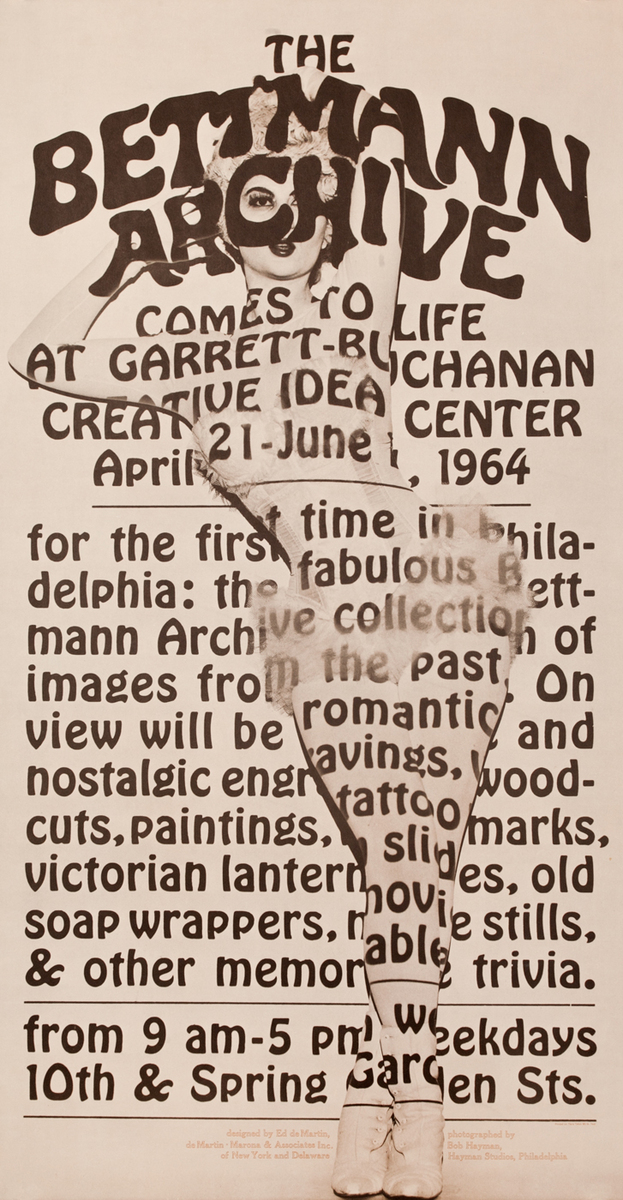 THE
BETTMANN
ARCHIVE
COMES TO LIFE
AT GARRETT-BUCHANAN
CREATIVE IDEA CENTER
April 21-June 1, 1964
for the first time in Phila-
delphia: the fabulous Bett-
mann Archive collection of
images from the past. On
view will be romantic and
nostalgic engravings, wood-
cuts, paintings, tattoo marks,
victorian lantern slides, old
soap wrappers, movie stills,
& other memorable trivia.
from 9 am-5 pm weekdays
10th & Spring Garden Sts.
designed by Ed deMartin,
deMartin·Marona & Associates Inc.
of New York and Delaware
photographed by
Bob Hayman,
Hayman Studios, Philadelphia